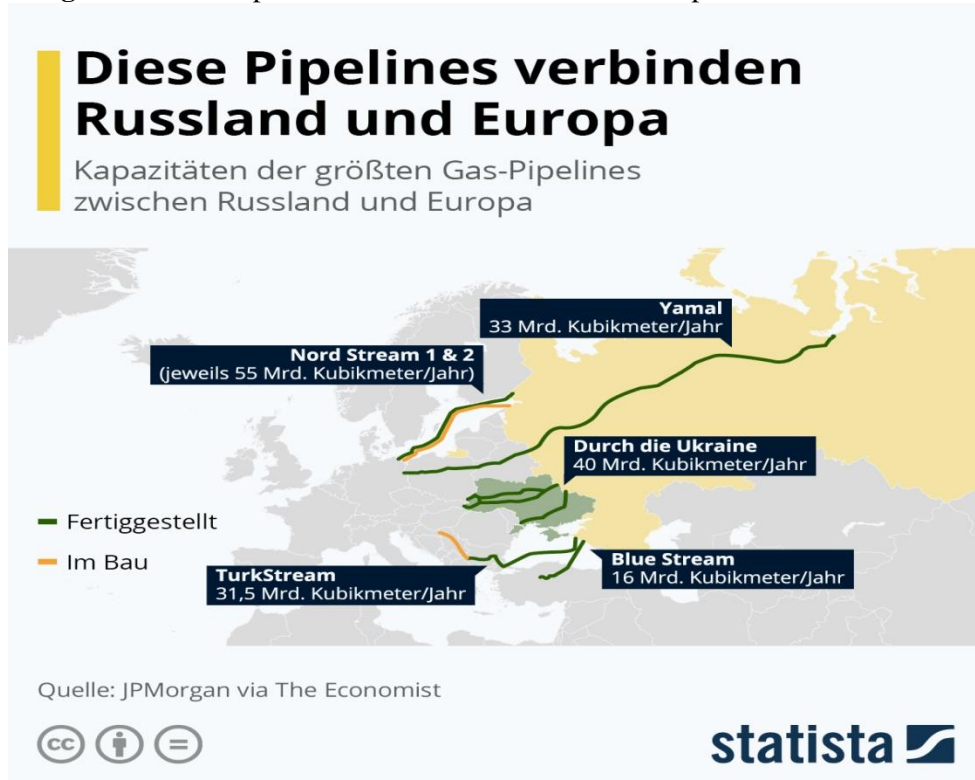 Diese Pipelines verbinden
Russland und Europa
Kapazitäten der größten Gas-Pipelines
zwischen Russland und Europa
Yamal
33 Mrd. Kubikmeter/Jahr
Nord Stream 1 & 2
(jeweils 55 Mrd. Kubikmeter/Jahr)
Durch die Ukraine
40 Mrd. Kubikmeter/Jahr
Fertiggestellt
Im Bau
TurkStream
31,5 Mrd. Kubikmeter/Jahr
Blue Stream
16 Mrd. Kubikmeter/Jahr
Quelle: JPMorgan via The Economist
cc
statista